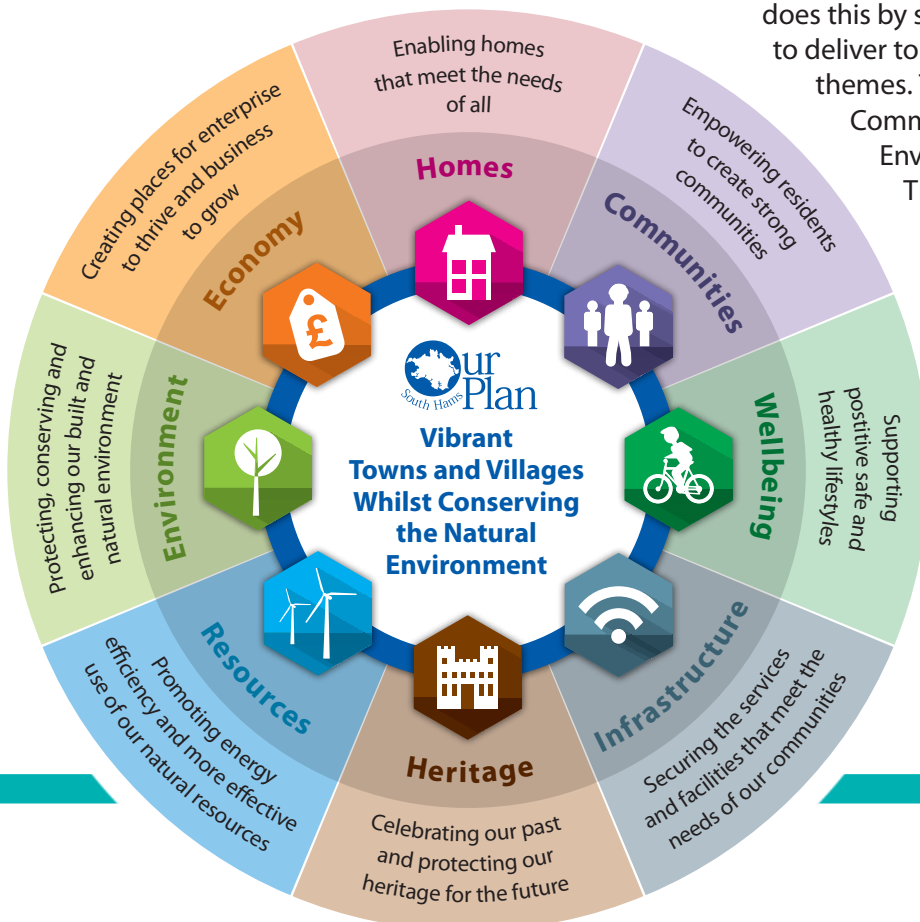 does this by s
to deliver to
themes. T
Comm
Env
T
Enabling homes
that meet the needs
of all
Homes
Empowering residents
to create strong
communities
Communities
Supporting
postitive safe and
healthy lifestyles
Wellbeing
Securing the services
and facilities that meet the
needs of our communities
Infrastructure
Heritage
Celebrating our past
and protecting our
heritage for the future
Resources
Promoting energy
efficiency and more effective
use of our natural resources
Environment
Protecting, conserving and
enhancing our built and
natural environment
Creating places for enterprise
to thrive and business
to grow
Economy
£
Our
Plan
South Hams
Vibrant
Towns and Villages
Whilst Conserving
the Natural
Environment